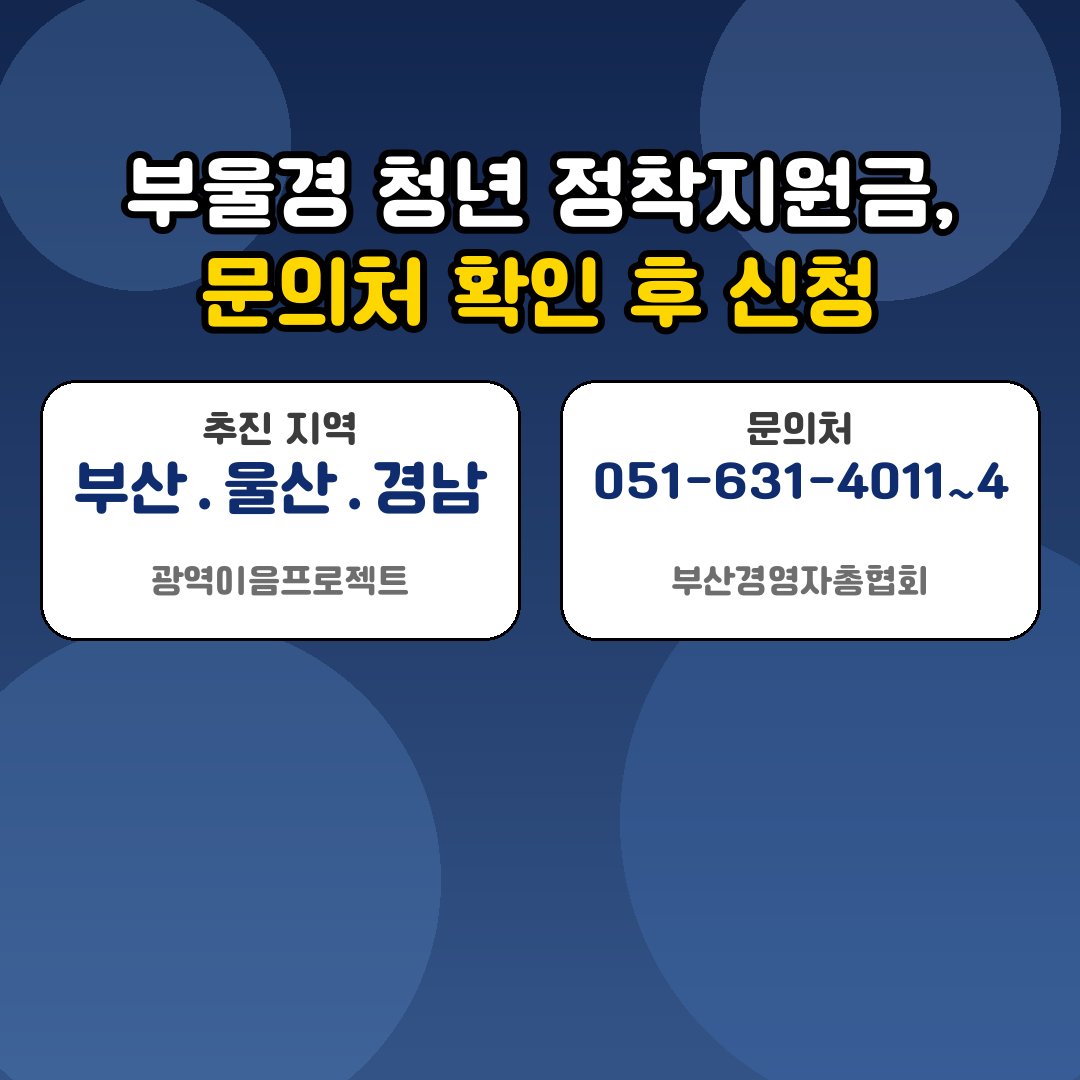 부울경 청년 정착지원금,
문의처 확인 후 신청
추진 지역
부산.울산.경남
광역이음프로젝트
문의처
051-631-4011~4
부산경영자총협회